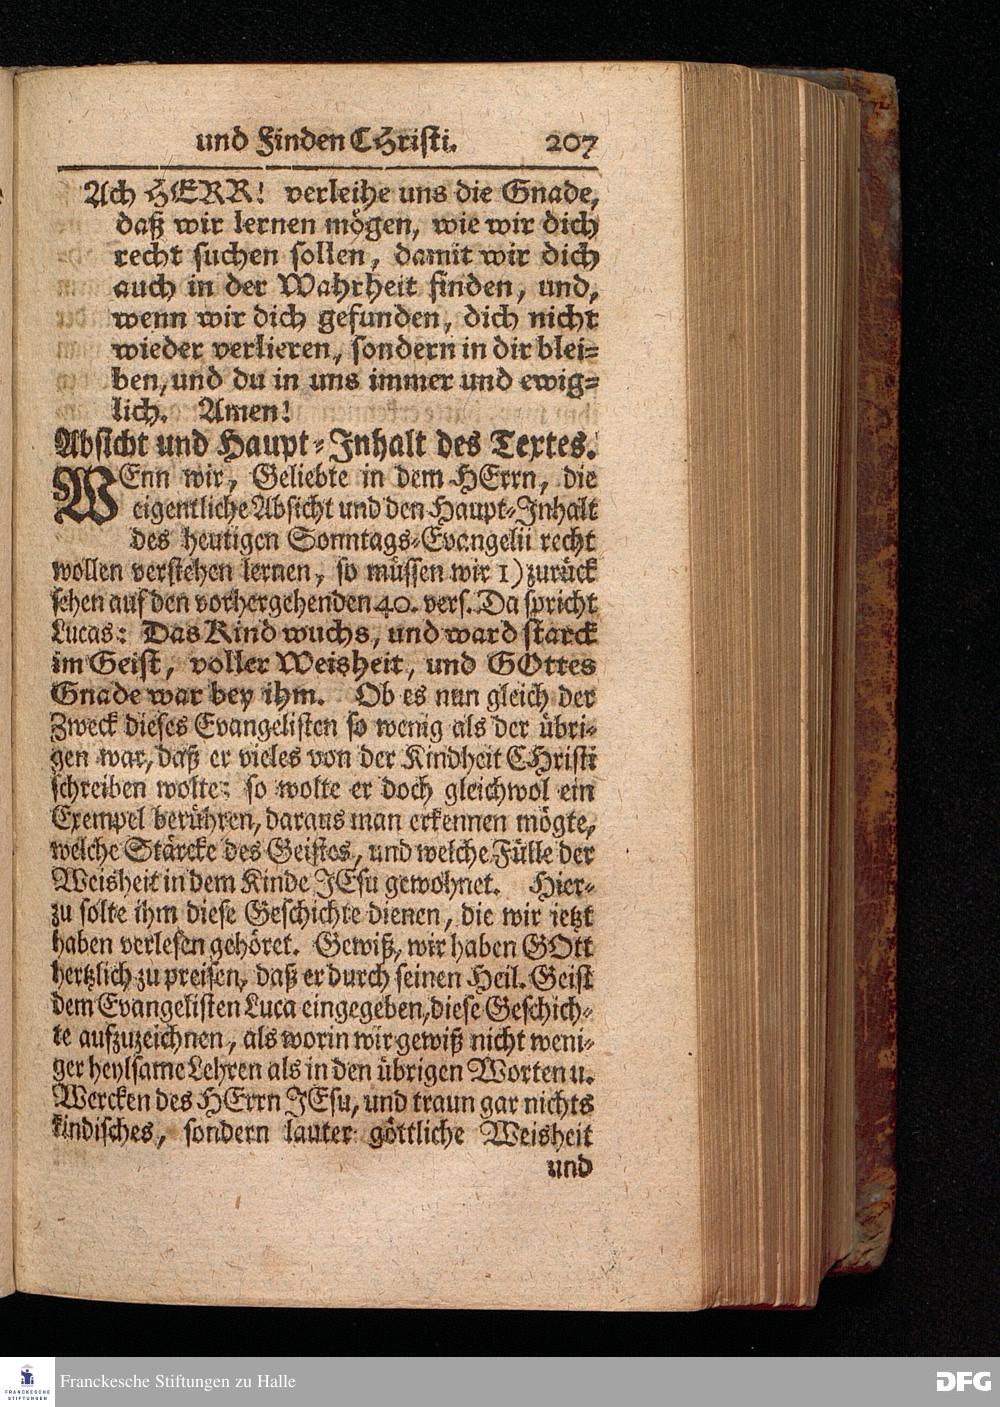 und Finden CHristi. 207
Ach HERR! verleihe uns die Gnade,
daß wir lernen mögen, wie wir dich
recht suchen sollen, damit wir dich
auch in der Wahrheit finden, und,
wenn wir dich gefunden, dich nicht
wieder verlieren, sondern in dir blei=
ben, und du in uns immer und ewig=
lich. Amen!
Absicht und Haupt=Inhalt des Textes.
WEnn wir, Geliebte in dem HErrn, die
eigentliche Absicht und den Haupt=Inhalt
des heutigen Sonntags=Evangelii recht
wollen verstehen lernen, so müssen wir 1) zurück
sehen auf den vorhergehenden 40. vers. Da spricht
Lucas: Das Kind wuchs, und ward starck
im Geist, voller Weisheit, und GOttes
Gnade war bey ihm. Ob es nun gleich der
Zweck dieses Evangelisten so wenig als der übri=
gen war, daß er vieles von der Kindheit CHristi
schreiben wolte; so wolte er doch gleichwol ein
Exempel berühren, daraus man erkennen mögte,
welche Stärcke des Geistes, und welche Fülle der
Weisheit in dem Kinde JEsu gewohnet. Hier=
zu solte ihm diese Geschichte dienen, die wir ietzt
haben verlesen gehöret. Gewiß, wir haben GOtt
hertzlich zu preisen, daß er durch seinen Heil. Geist
dem Evangelisten Luca eingegeben, diese Geschich=
te aufzuzeichnen, als worin wir gewiß nicht weni=
ger heylsame Lehren als in den übrigen Worten u.
Wercken des HErrn JEsu, und traun gar nichts
kindisches, sondern lauter göttliche Weisheit
und
FRANCKESCHE
STIFTUNGEN
Franckesche Stiftungen zu Halle
DFG